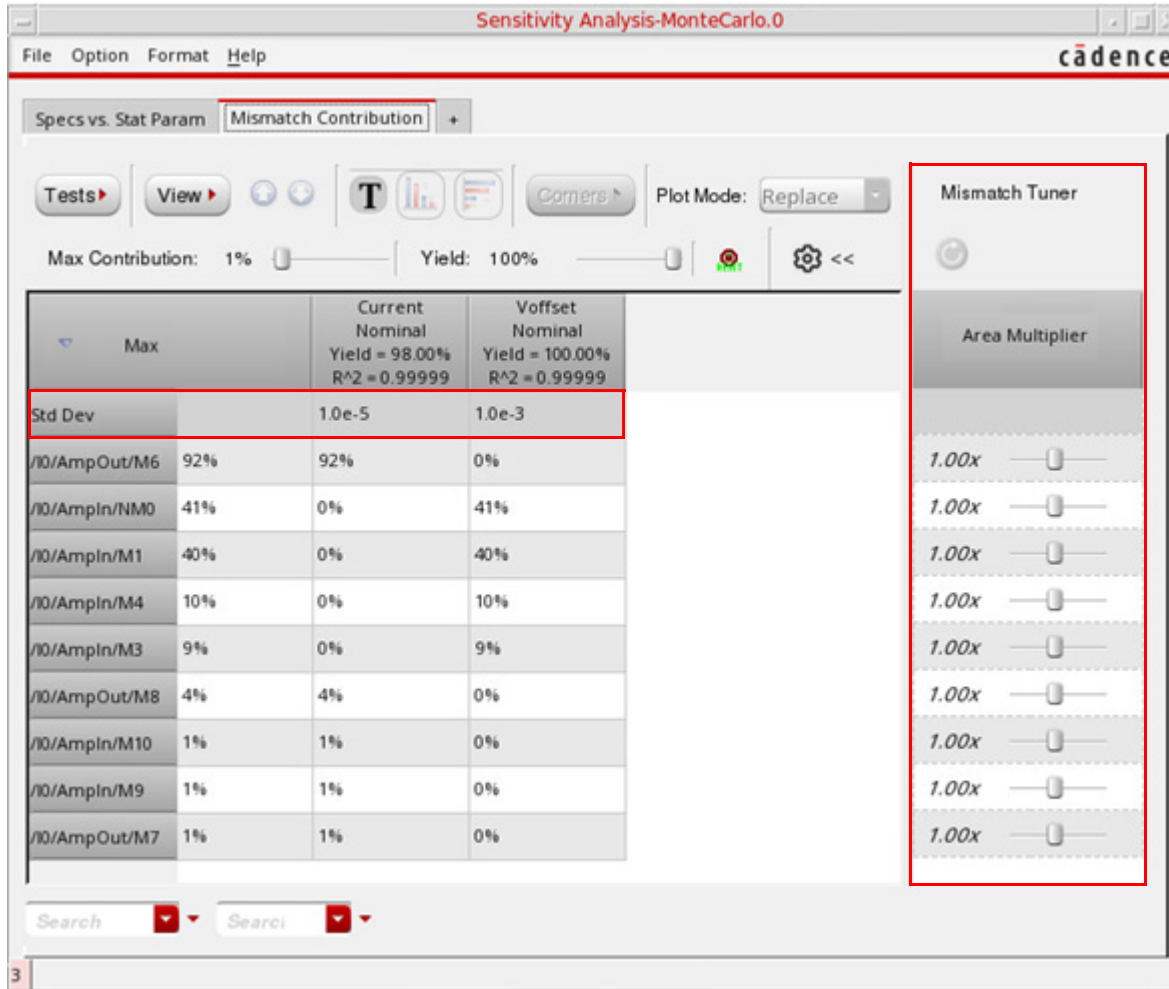 Sensitivity Analysis-MonteCarlo.0
File Option Format Help
cādence
Specs vs. Stat Param Mismatch Contribution +
Tests View T Corners Plot Mode: Replace Mismatch Tuner
Max Contribution: 1% Yield: 100% <<
Max
Current
Nominal
Yield = 98.00%
R^2 = 0.99999
Voffset
Nominal
Yield = 100.00%
R^2 = 0.99999
Area Multiplier
Std Dev 1.0e-5 1.0e-3
/I0/AmpOut/M6 92% 92% 0% 1.00x
/I0/AmpIn/NM0 41% 0% 41% 1.00x
/I0/AmpIn/M1 40% 0% 40% 1.00x
/I0/AmpIn/M4 10% 0% 10% 1.00x
/I0/AmpIn/M3 9% 0% 9% 1.00x
/I0/AmpOut/M8 4% 4% 0% 1.00x
/I0/AmpIn/M10 1% 1% 0% 1.00x
/I0/AmpIn/M9 1% 1% 0% 1.00x
/I0/AmpOut/M7 1% 1% 0% 1.00x
Search Searcl
3